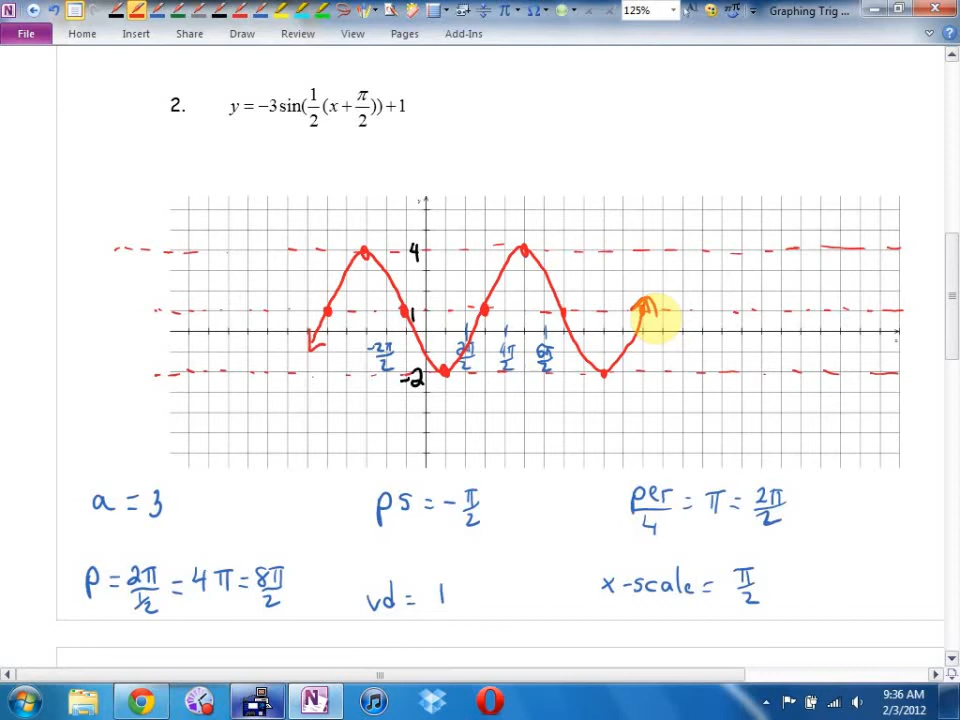 125%
Graphing Trig ...
File Home Insert Share Draw Review View Pages Add-Ins
2. y = −3sin(1/2(x + π/2)) + 1
4
1
-2π/2 2π/2 4π/2 6π/2
-2
a = 3 ps = -π/2 per/4 = π = 2π/2
p = 2π/½ = 4π = 8π/2 vd = 1 x-scale = π/2
9:36 AM
2/3/2012